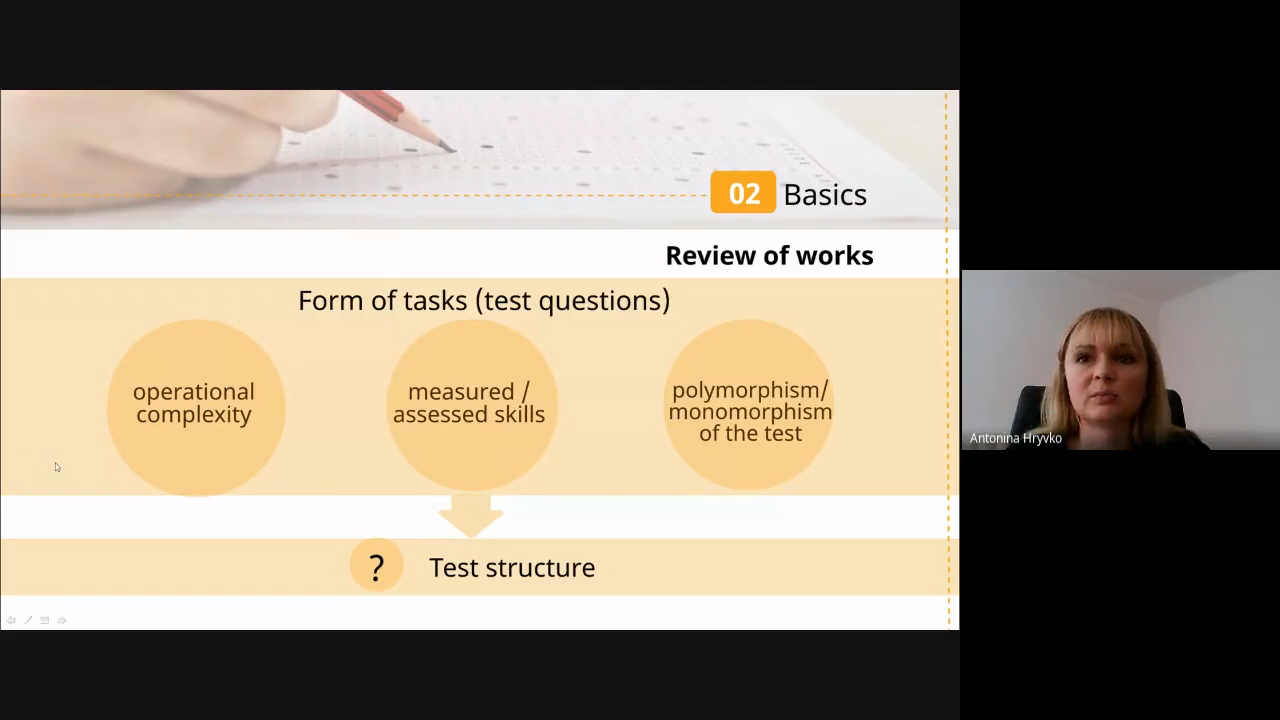 02 Basics
Review of works
Form of tasks (test questions)
operational
complexity
measured /
assessed skills
polymorphism/
monomorphism
of the test
? Test structure
Antonina Hryvko